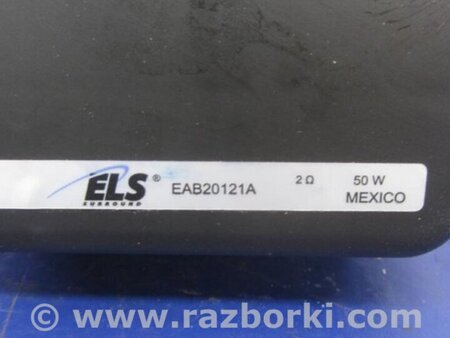 ELS® EAB20121A 2 Ω 50 W
SURROUND MEXICO
© www.razborki.com